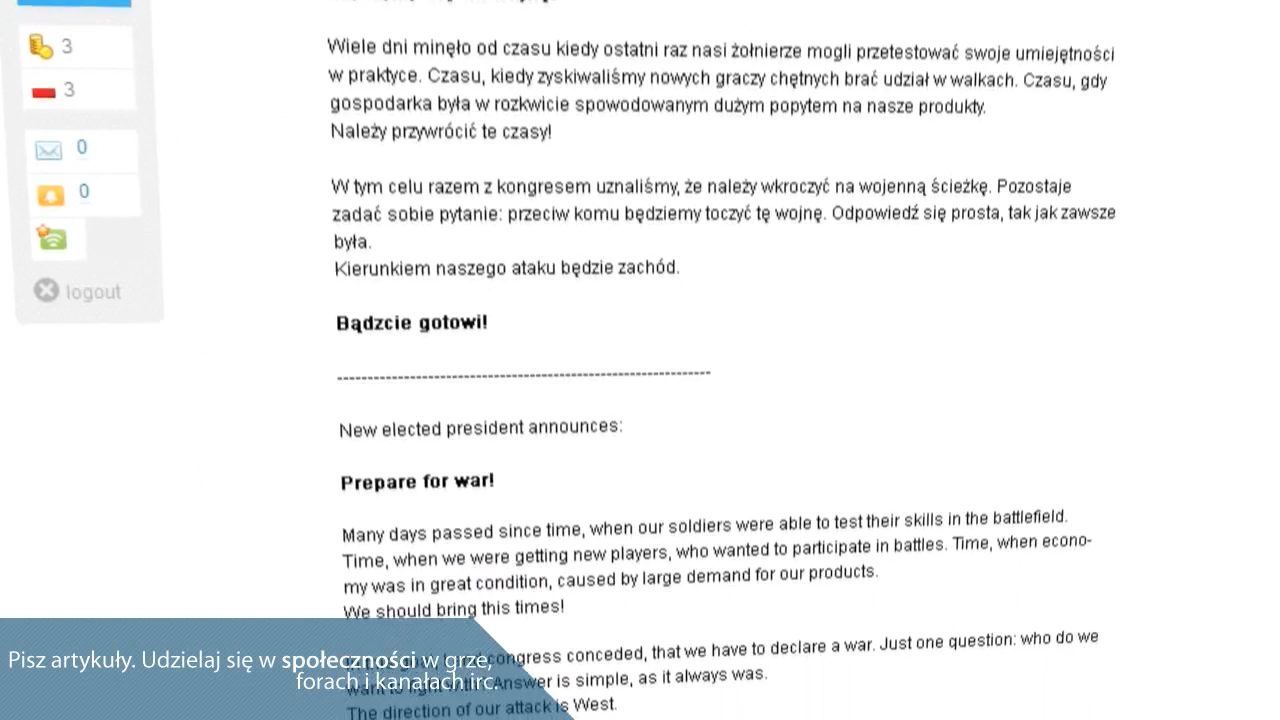 3
3
0
0
logout
Wiele dni minęło od czasu kiedy ostatni raz nasi żołnierze mogli przetestować swoje umiejętności
w praktyce. Czasu, kiedy zyskiwaliśmy nowych graczy chętnych brać udział w walkach. Czasu, gdy
gospodarka była w rozkwicie spowodowanym dużym popytem na nasze produkty.
Należy przywrócić te czasy!
W tym celu razem z kongresem uznaliśmy, że należy wkroczyć na wojenną ścieżkę. Pozostaje
zadać sobie pytanie: przeciw komu będziemy toczyć tę wojnę. Odpowiedź się prosta, tak jak zawsze
była.
Kierunkiem naszego ataku będzie zachód.
Bądzcie gotowi!
--------------------------------------------------------------
New elected president announces:
Prepare for war!
Many days passed since time, when our soldiers were able to test their skills in the battlefield.
Time, when we were getting new players, who wanted to participate in battles. Time, when econo-
my was in great condition, caused by large demand for our products.
We should bring this times!
congress conceded, that we have to declare a war. Just one question: who do we
Answer is simple, as it always was.
The direction of our attack is West.
Pisz artykuły. Udzielaj się w społeczności w grze,
forach i kanałach irc.